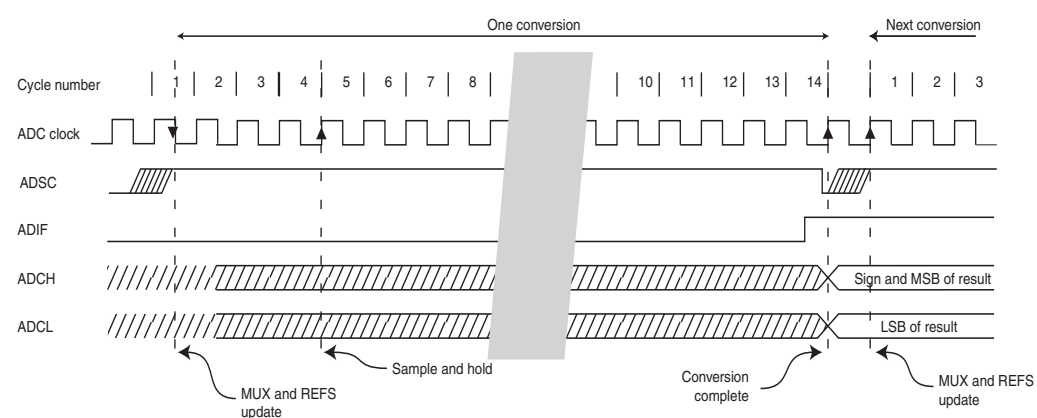 One conversion
Next conversion
Cycle number 1 2 3 4 5 6 7 8 10 11 12 13 14 1 2 3
ADC clock
ADSC
ADIF
ADCH
Sign and MSB of result
ADCL
LSB of result
Sample and hold
MUX and REFS
update
Conversion
complete
MUX and REFS
update